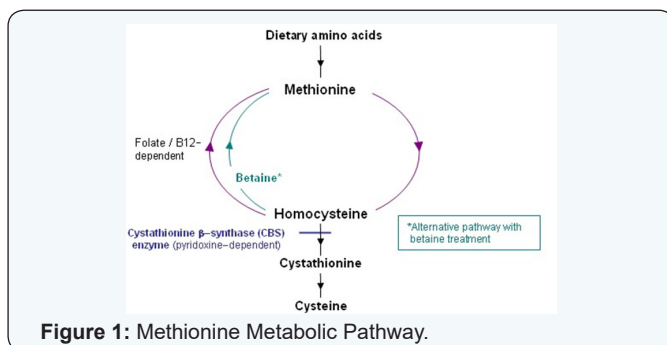 Dietary amino acids
Methionine
Folate / B12–
dependent
Betaine*
Homocysteine
Cystathionine β–synthase (CBS)
enzyme (pyridoxine–dependent)
*Alternative pathway with
betaine treatment
Cystathionine
Cysteine
Figure 1: Methionine Metabolic Pathway.